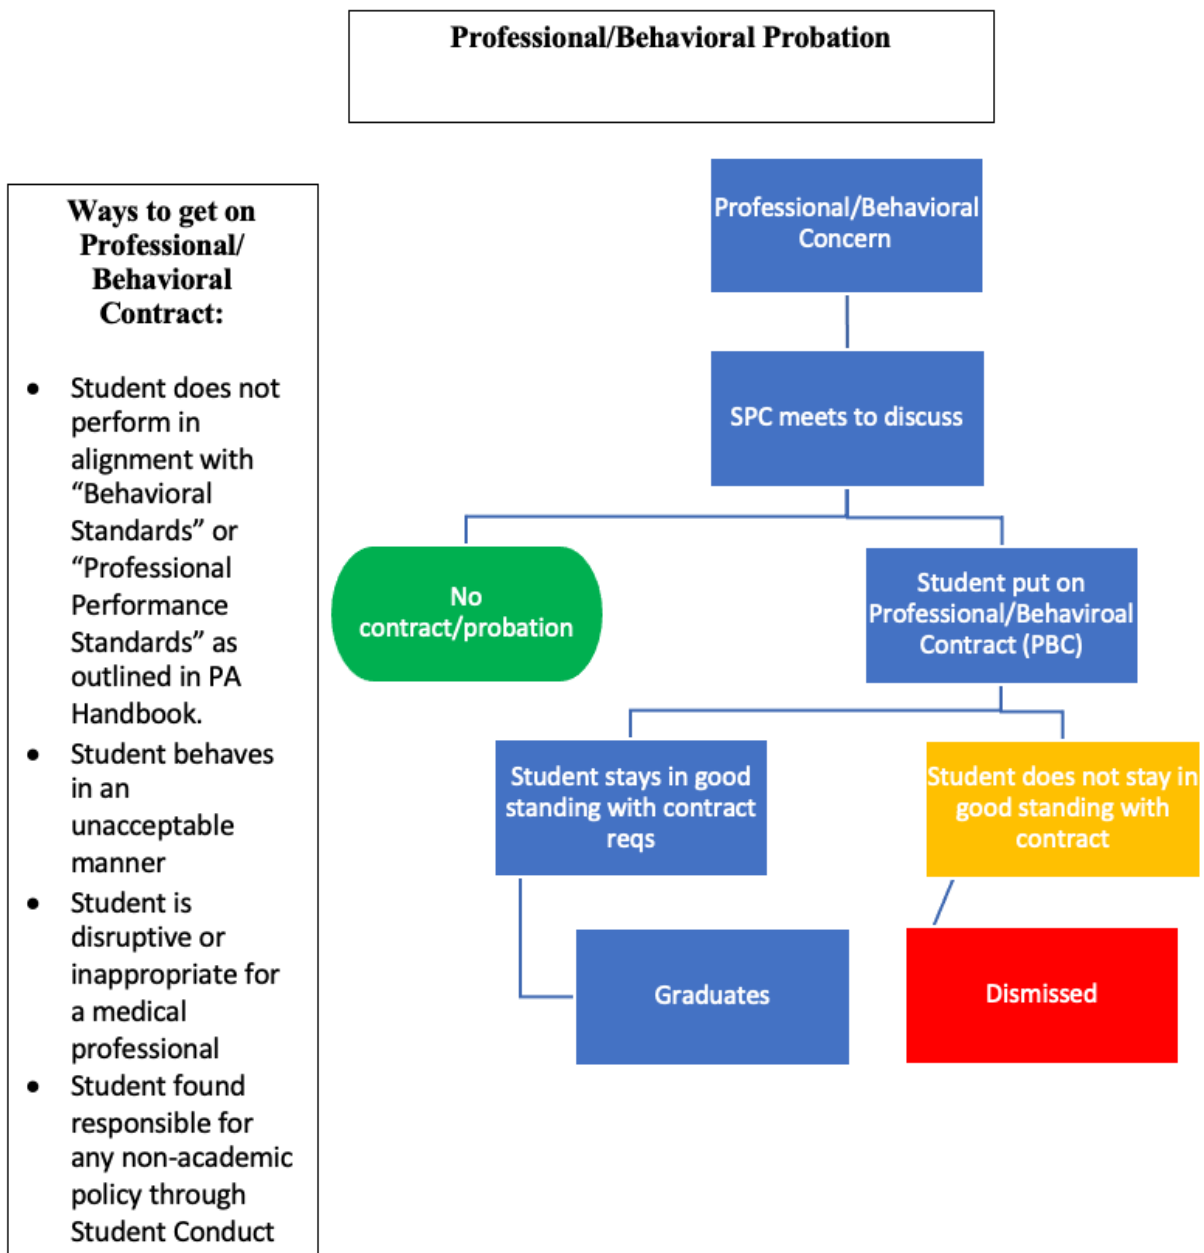 Professional/Behavioral Probation
Ways to get on
Professional/
Behavioral
Contract:
• Student does not
perform in
alignment with
“Behavioral
Standards” or
“Professional
Performance
Standards” as
outlined in PA
Handbook.
• Student behaves
in an
unacceptable
manner
• Student is
disruptive or
inappropriate for
a medical
professional
• Student found
responsible for
any non-academic
policy through
Student Conduct
Professional/Behavioral
Concern
SPC meets to discuss
No
contract/probation
Student put on
Professional/Behaviroal
Contract (PBC)
Student stays in good
standing with contract
reqs
Student does not stay in
good standing with
contract
Graduates
Dismissed